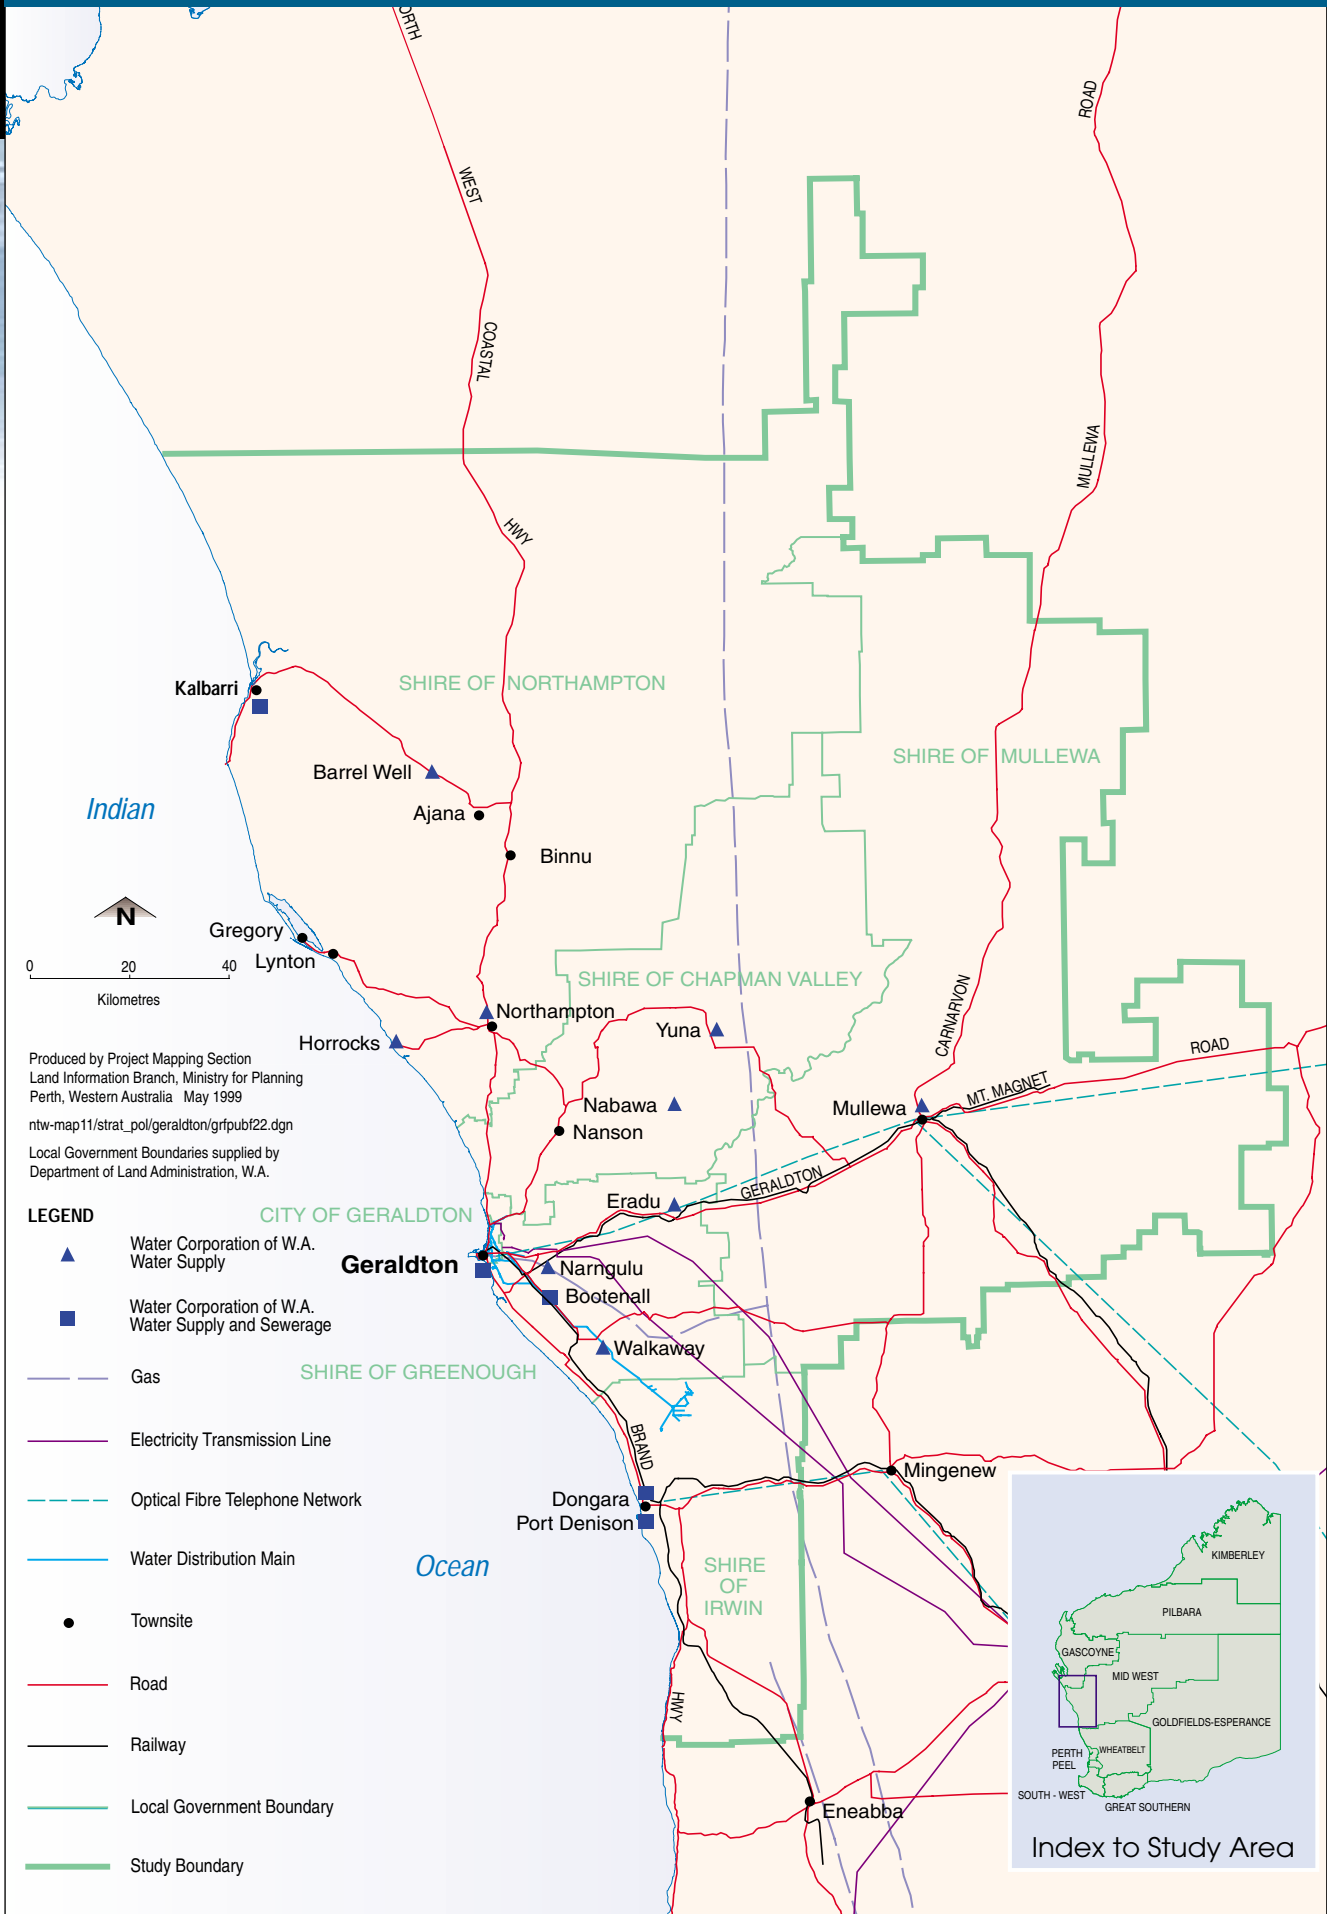 ORTH
WEST
COASTAL
HWY
ROAD
MULLEWA
CARNARVON
Kalbarri
SHIRE OF NORTHAMPTON
SHIRE OF MULLEWA
Barrel Well
Indian
Ajana
Binnu
N
Gregory
Lynton
0 20 40
Kilometres
SHIRE OF CHAPMAN VALLEY
Northampton
Yuna
Horrocks
ROAD
MT. MAGNET
Produced by Project Mapping Section
Land Information Branch, Ministry for Planning
Perth, Western Australia May 1999
ntw-map11/strat_pol/geraldton/grfpubf22.dgn
Local Government Boundaries supplied by
Department of Land Administration, W.A.
Nabawa
Mullewa
Nanson
GERALDTON
Eradu
CITY OF GERALDTON
Geraldton
Narngulu
Bootenall
Walkaway
SHIRE OF GREENOUGH
BRAND
Mingenew
Dongara
Port Denison
Ocean
SHIRE
OF
IRWIN
HWY
Eneabba
LEGEND
Water Corporation of W.A.
Water Supply
Water Corporation of W.A.
Water Supply and Sewerage
Gas
Electricity Transmission Line
Optical Fibre Telephone Network
Water Distribution Main
Townsite
Road
Railway
Local Government Boundary
Study Boundary
KIMBERLEY
PILBARA
GASCOYNE
MID WEST
GOLDFIELDS-ESPERANCE
PERTH
PEEL
WHEATBELT
SOUTH - WEST
GREAT SOUTHERN
Index to Study Area